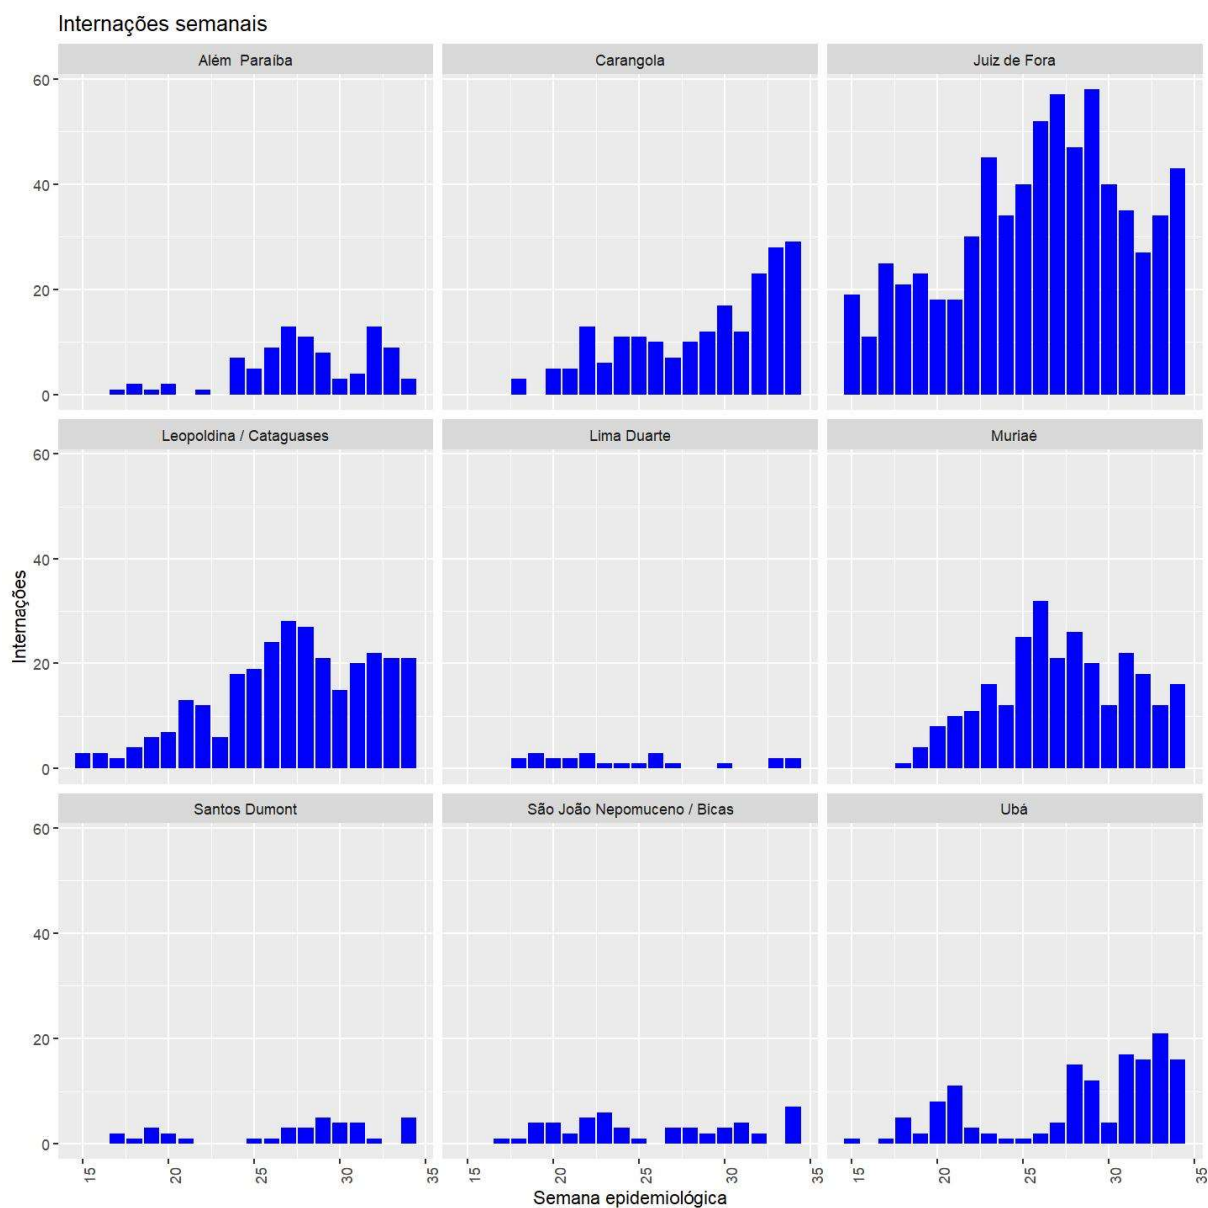 Internações semanais
Além  Paraíba
Carangola
Juiz de Fora
60
40
20
0
Leopoldina / Cataguases
Lima Duarte
Muriaé
60
40
20
0
Internações
Santos Dumont
São João Nepomuceno / Bicas
Ubá
60
40
20
0
15 20 25 30 35
15 20 25 30 35
15 20 25 30 35
Semana epidemiológica